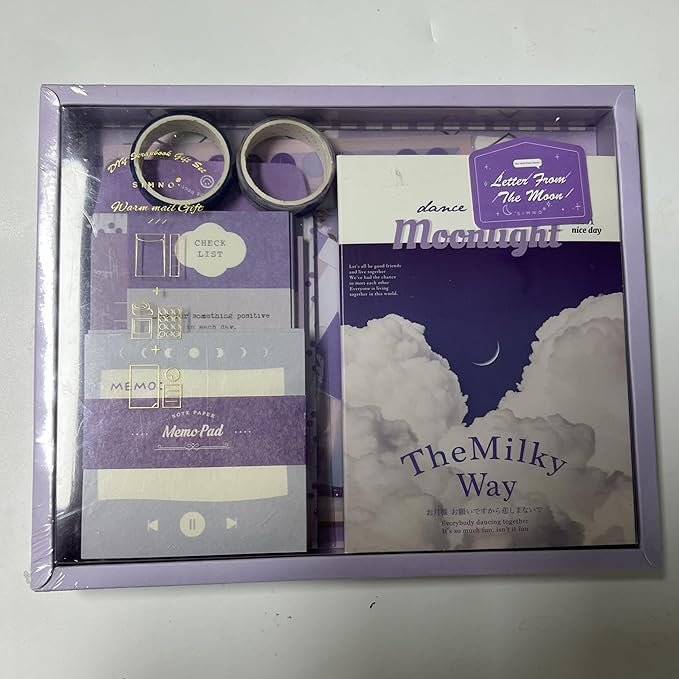 DIY Scrapbook Gift Set
SIMNO
Warm mail Gift
CHECK
LIST
something positive
in each day.
MEMO:
NOTE PAPER
Memo Pad
Letter From
The Moon
SIMNO
dance
Moonlight
nice day
Let's all be good friends
and live together
We've had the chance
to meet each other
Everyone is living
together in this world.
The Milky
Way
お月様 お願いですから悲しまないで
Everybody dancing together
It's so much fun, isn't it fun